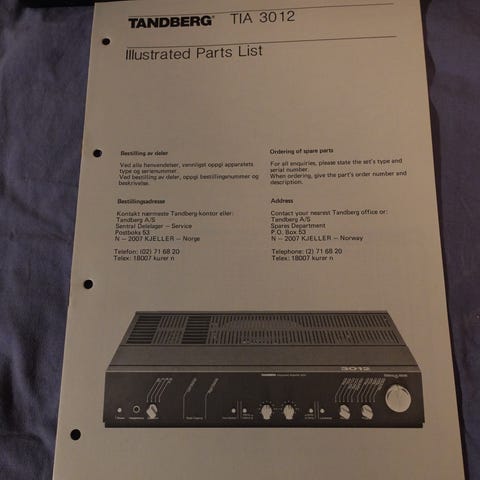 TANDBERG® TIA 3012
Illustrated Parts List
Bestilling av deler
Ved alle henvendelser, vennligst oppgi apparatets
type og serienummer.
Ved bestilling av deler, oppgi bestillingsnummer og
beskrivelse.
Bestillingsadresse
Kontakt nærmeste Tandberg-kontor eller:
Tandberg A/S
Sentral Delelager – Service
Postboks 53
N – 2007 KJELLER – Norge
Telefon: (02) 71 68 20
Telex: 18007 kurer n
Ordering of spare parts
For all enquiries, please state the set's type and
serial number.
When ordering, give the part's order number and
description.
Address
Contact your nearest Tandberg office or:
Tandberg A/S
Spares Department
P.O. Box 53
N – 2007 KJELLER – Norway
Telephone: (2) 71 68 20
Telex: 18007 kurer n
3012
TANDBERG